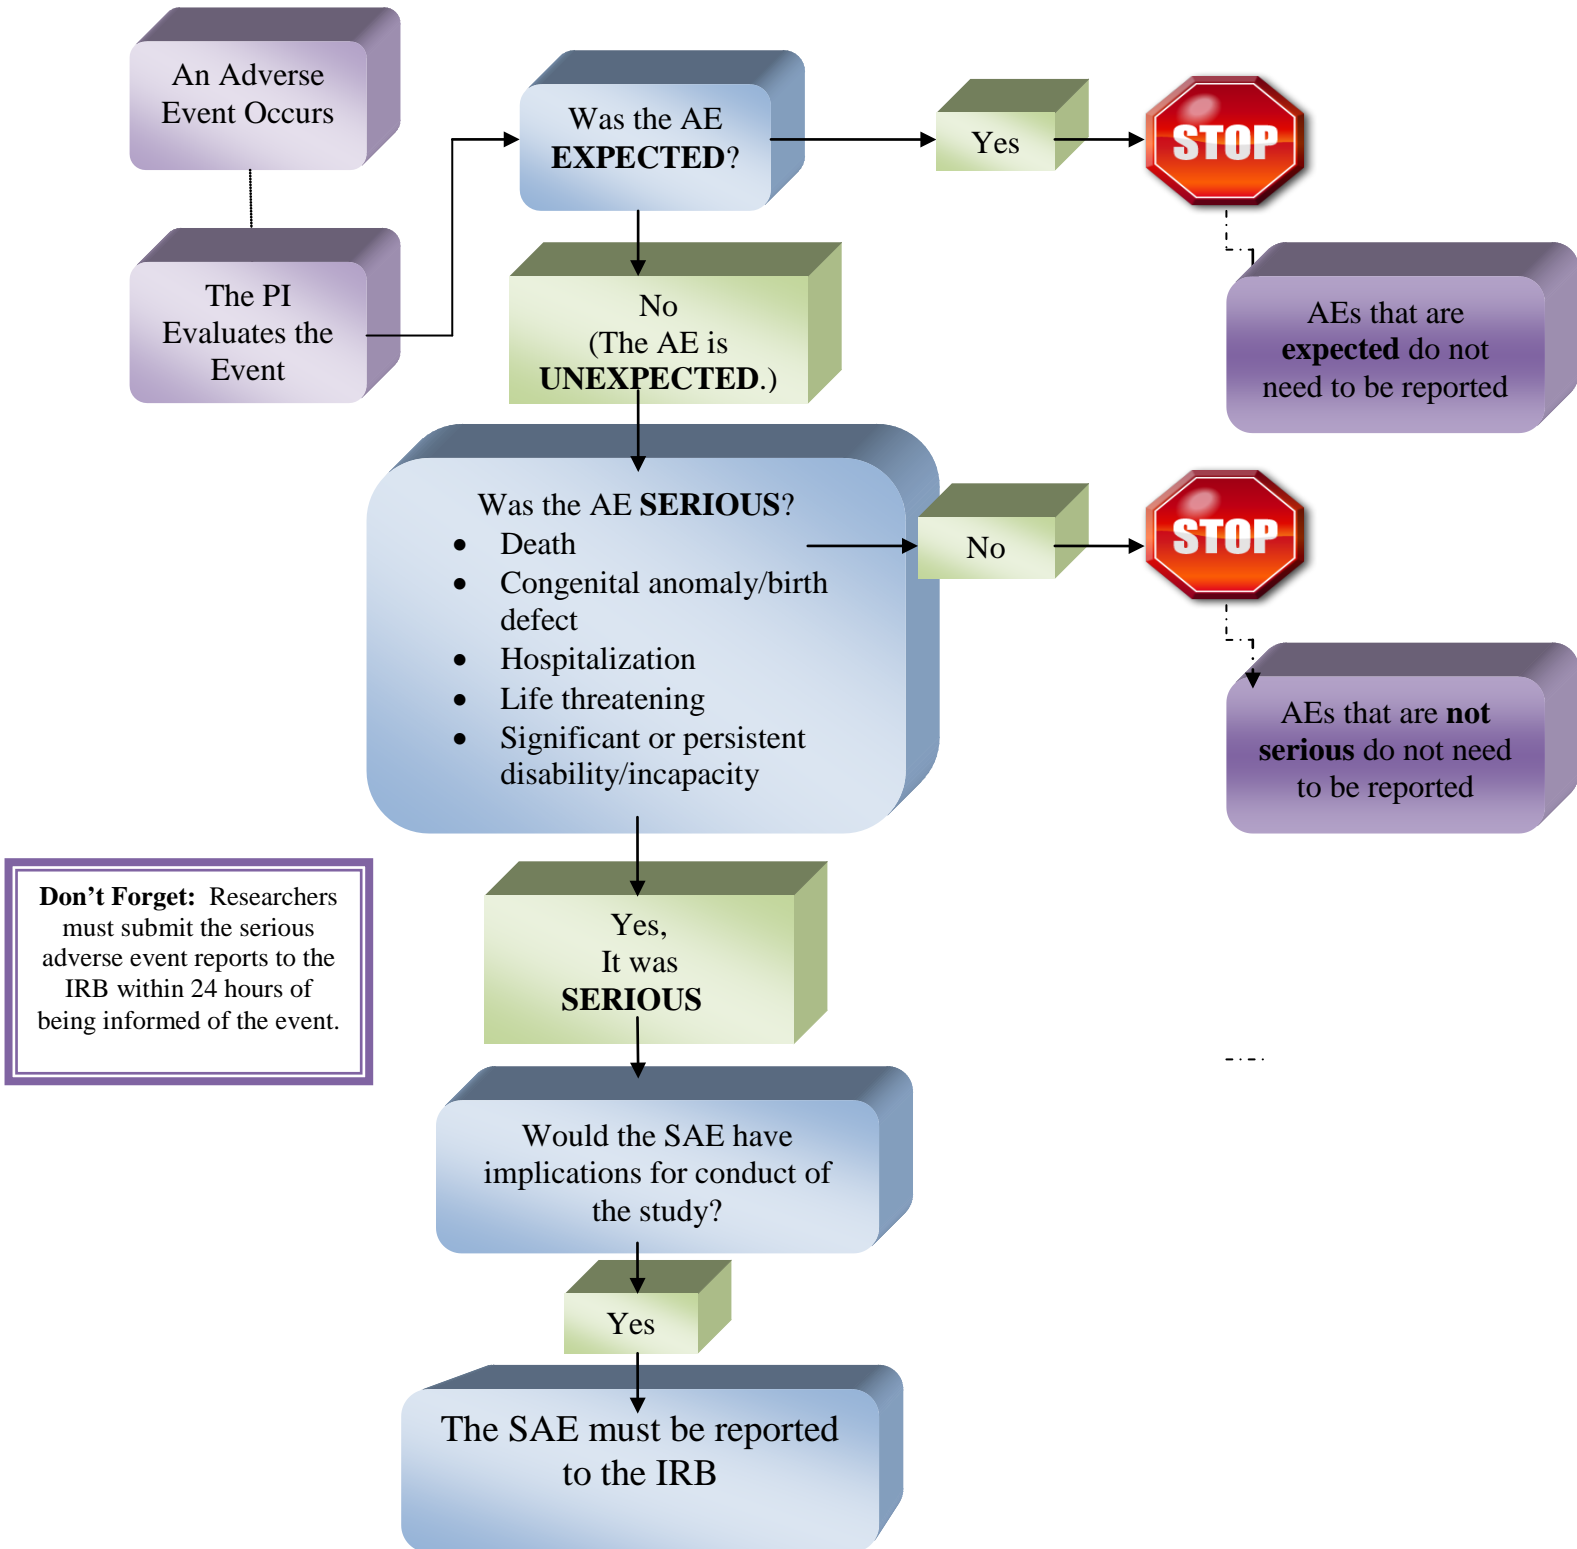 An Adverse
Event Occurs
The PI
Evaluates the
Event
Was the AE
EXPECTED?
Yes
STOP
AEs that are
expected do not
need to be reported
No
(The AE is
UNEXPECTED.)
Was the AE SERIOUS?
• Death
• Congenital anomaly/birth
defect
• Hospitalization
• Life threatening
• Significant or persistent
disability/incapacity
No
STOP
AEs that are not
serious do not need
to be reported
Don’t Forget: Researchers
must submit the serious
adverse event reports to the
IRB within 24 hours of
being informed of the event.
Yes,
It was
SERIOUS
Would the SAE have
implications for conduct of
the study?
Yes
The SAE must be reported
to the IRB